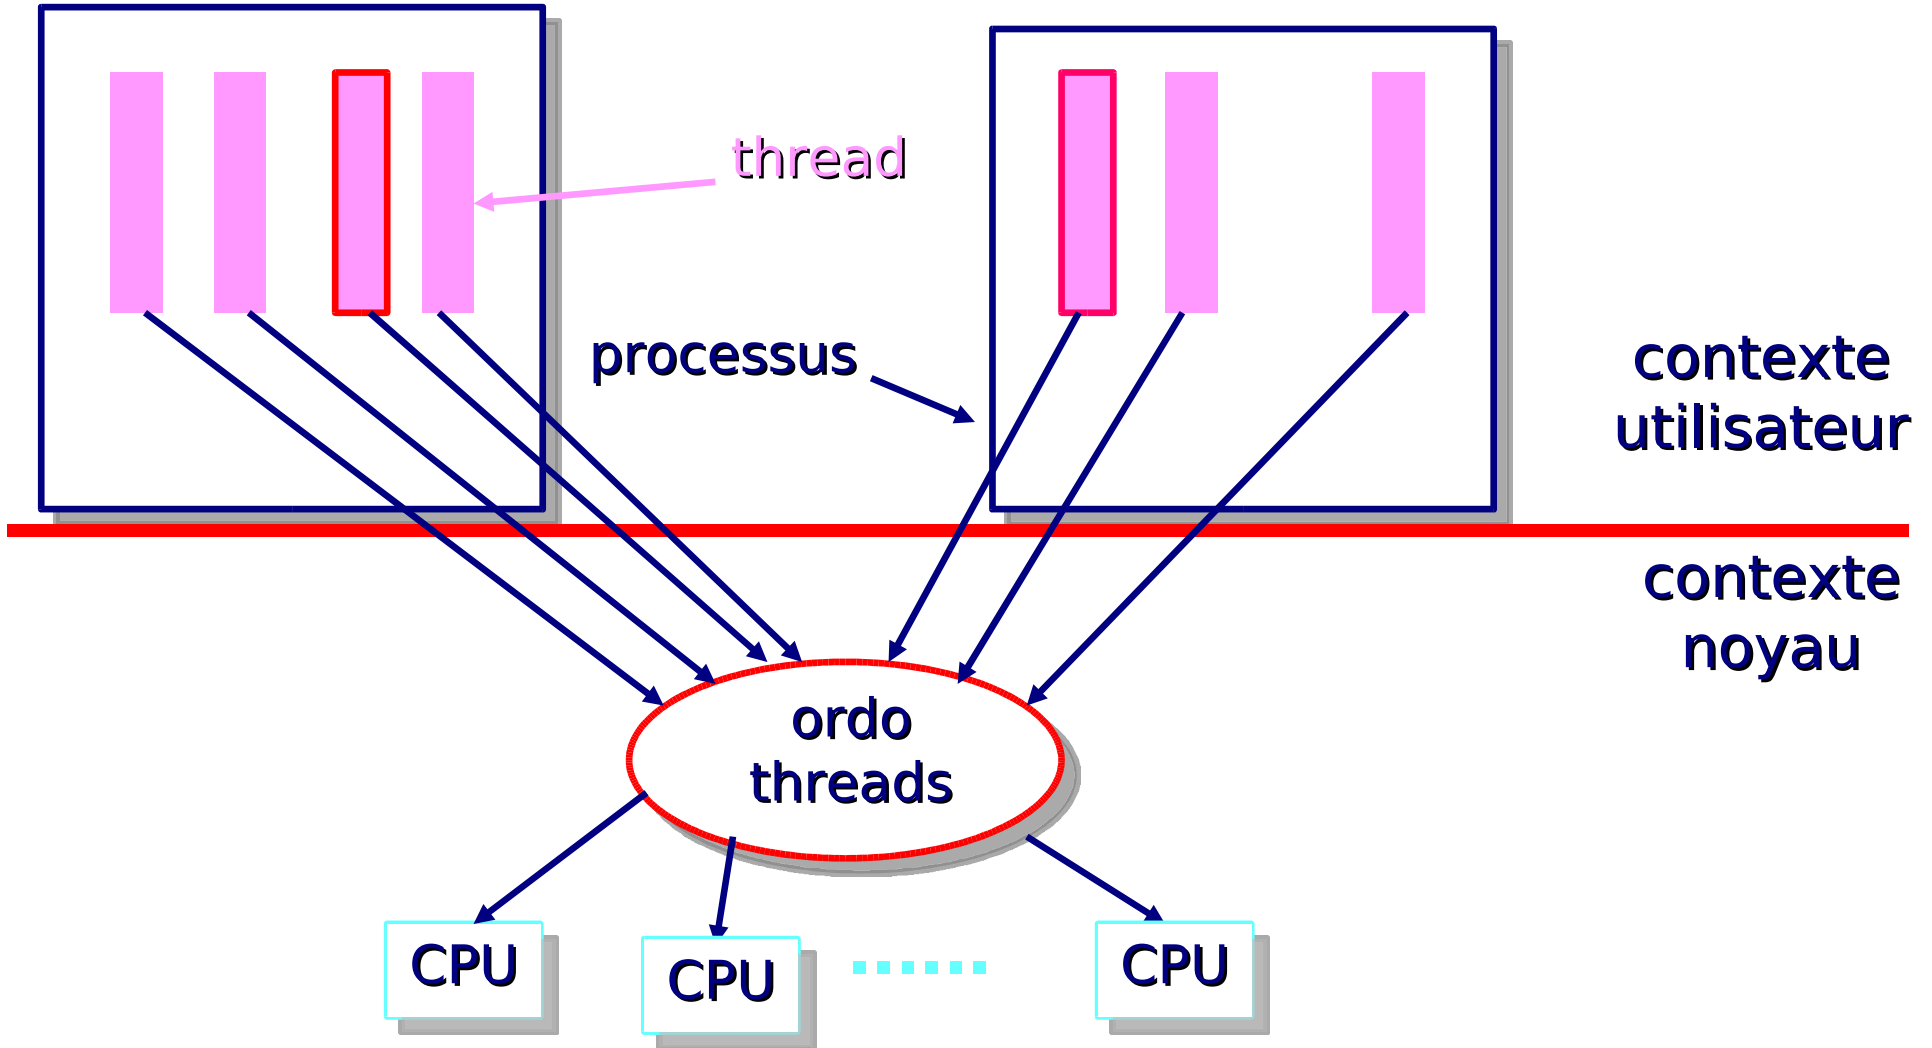 thread
processus
contexte
utilisateur
contexte
noyau
ordo
threads
CPU
CPU
CPU